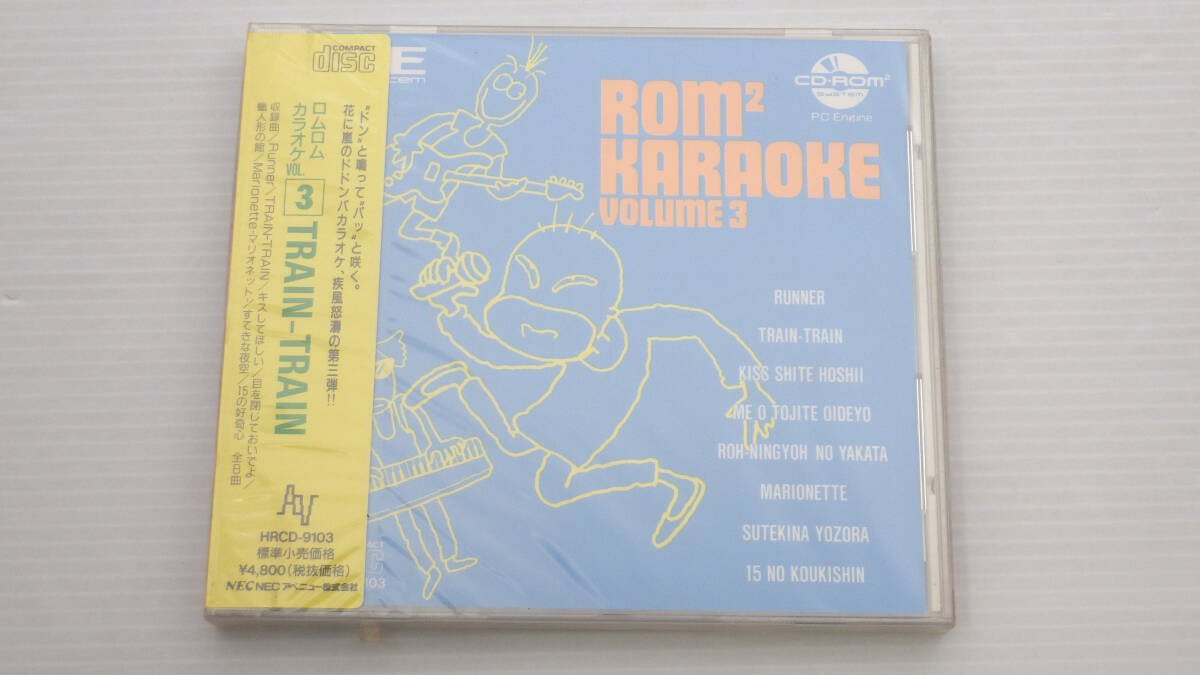 COMPACT
disc
ロムロム
カラオケ VOL. 3 TRAIN-TRAIN
"ドン"と鳴って"パッ"と咲く。
花に嵐のドドンパカラオケ、疾風怒濤の第三弾!!
収録曲/Runner/TRAIN-TRAIN/キスしてほしい/目を閉じておいでよ/
蠟人形の館/Marionette-マリオネット-/すてきな夜空/15の好奇心 全8曲
AV
HRCD-9103
標準小売価格
¥4,800(税抜価格)
NEC NECアベニュー株式会社
E
CD-ROM²
SYSTEM
PC Engine
ROM²
KARAOKE
VOLUME 3
RUNNER
TRAIN-TRAIN
KISS SHITE HOSHII
ME O TOJITE OIDEYO
ROH-NINGYOH NO YAKATA
MARIONETTE
SUTEKINA YOZORA
15 NO KOUKISHIN